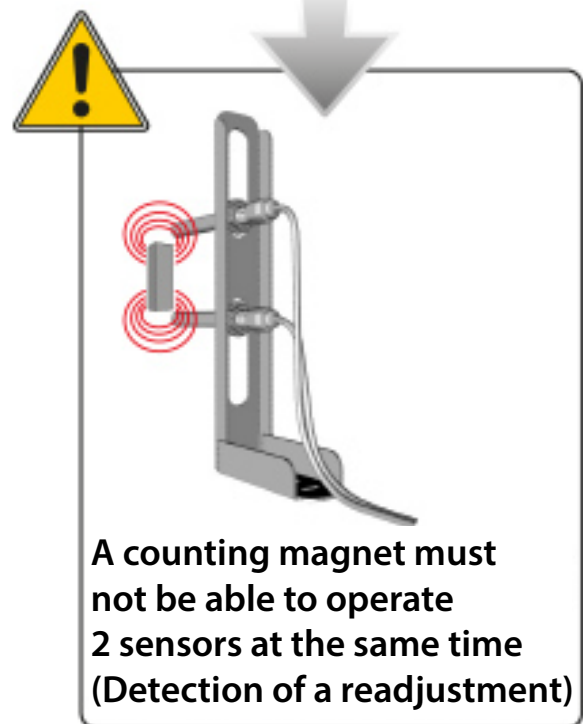 A counting magnet must
not be able to operate
2 sensors at the same time
(Detection of a readjustment)